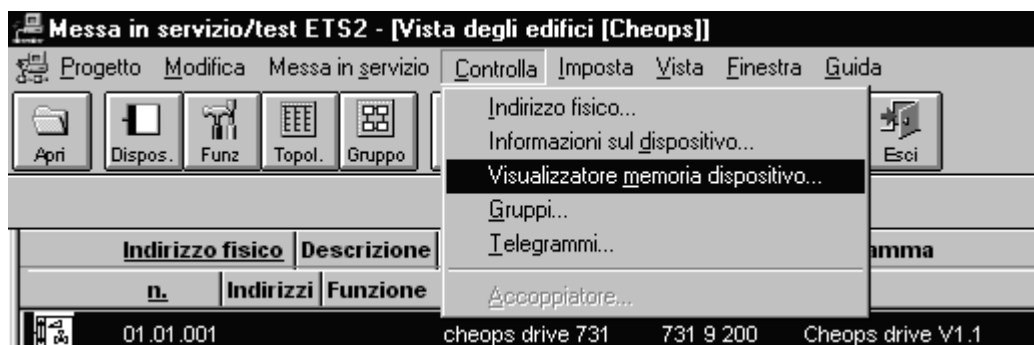 Messa in servizio/test ETS2 - [Vista degli edifici [Cheops]]
Progetto Modifica Messa in servizio Controlla Imposta Vista Finestra Guida
Apri Dispos. Funz Topol. Gruppo Esci
Indirizzo fisico...
Informazioni sul dispositivo...
Visualizzatore memoria dispositivo...
Gruppi...
Telegrammi...
Accoppiatore...
Indirizzo fisico Descrizione amma
n. Indirizzi Funzione
01.01.001 cheops drive 731 731 9 200 Cheops drive V1.1